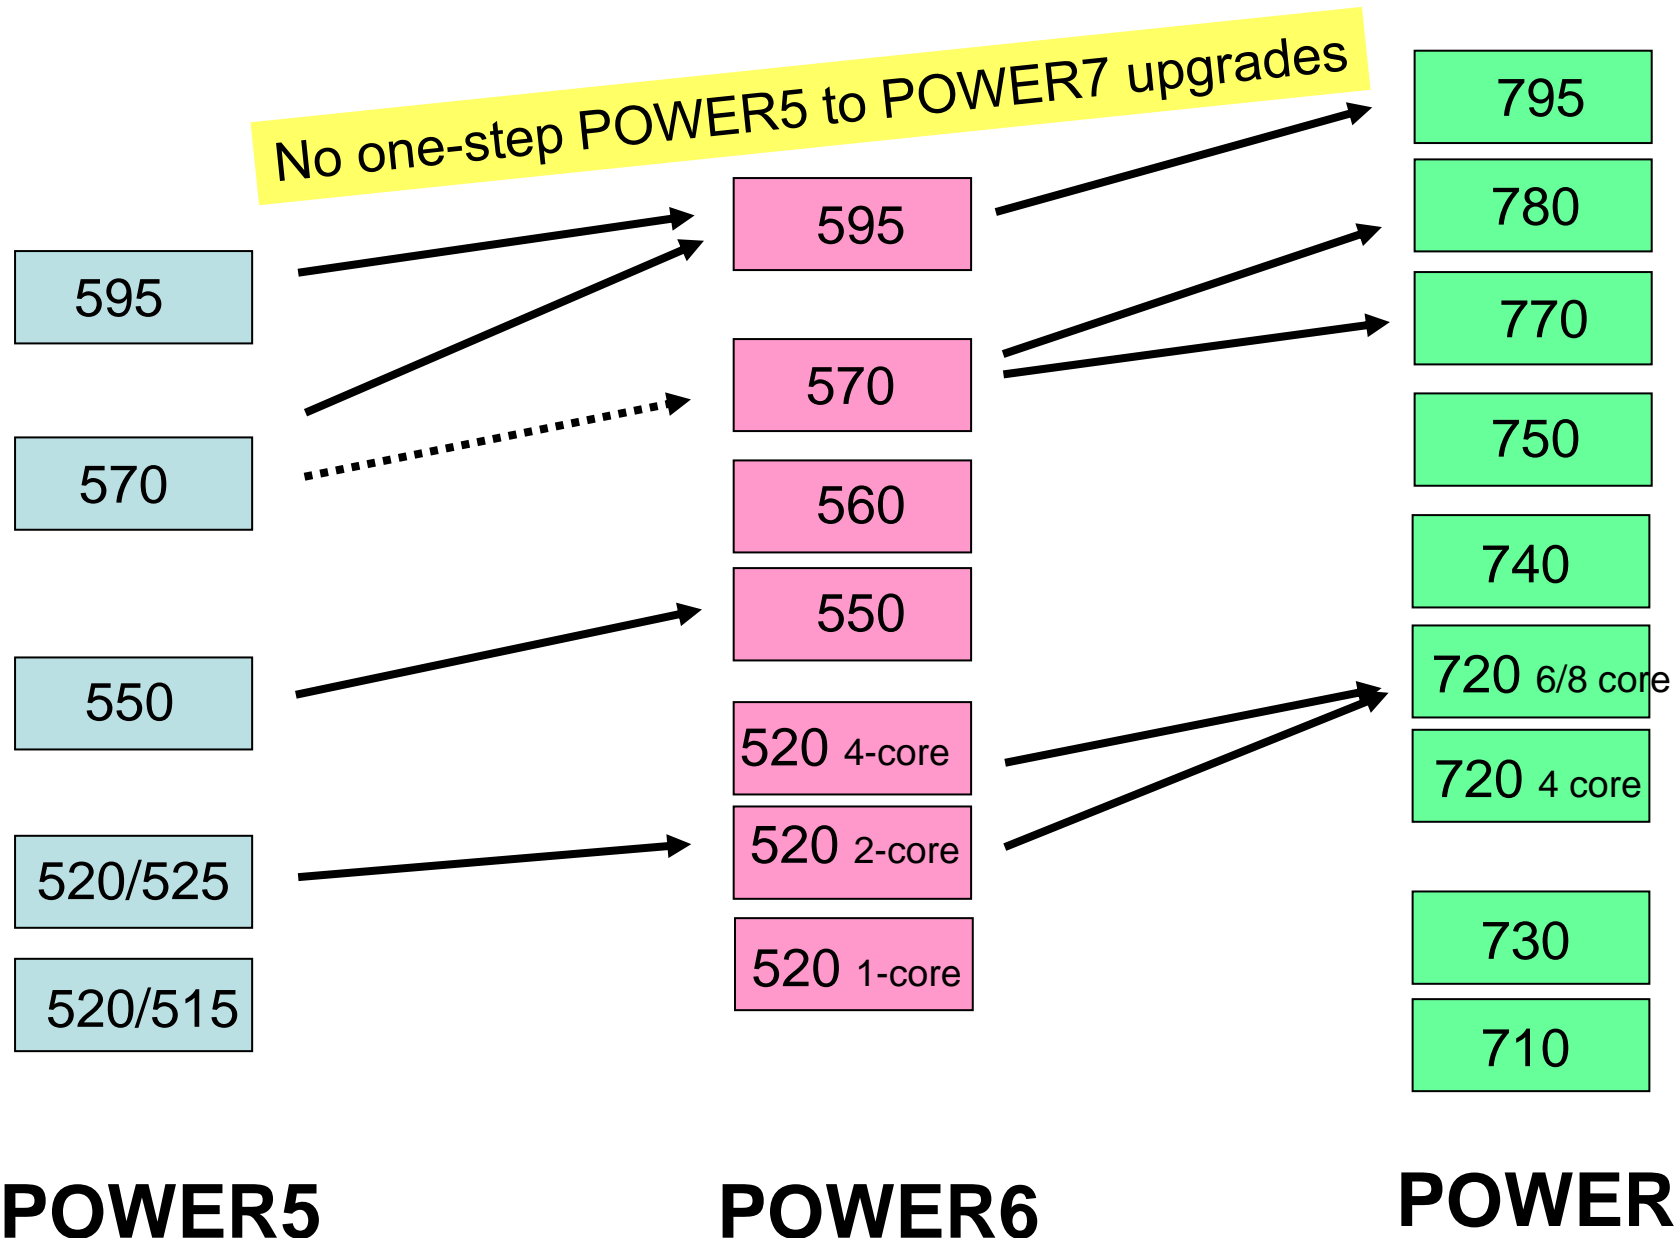 No one-step POWER5 to POWER7 upgrades
595
570
550
520/525
520/515
POWER5
595
570
560
550
520 4-core
520 2-core
520 1-core
POWER6
795
780
770
750
740
720 6/8 core
720 4 core
730
710
POWER